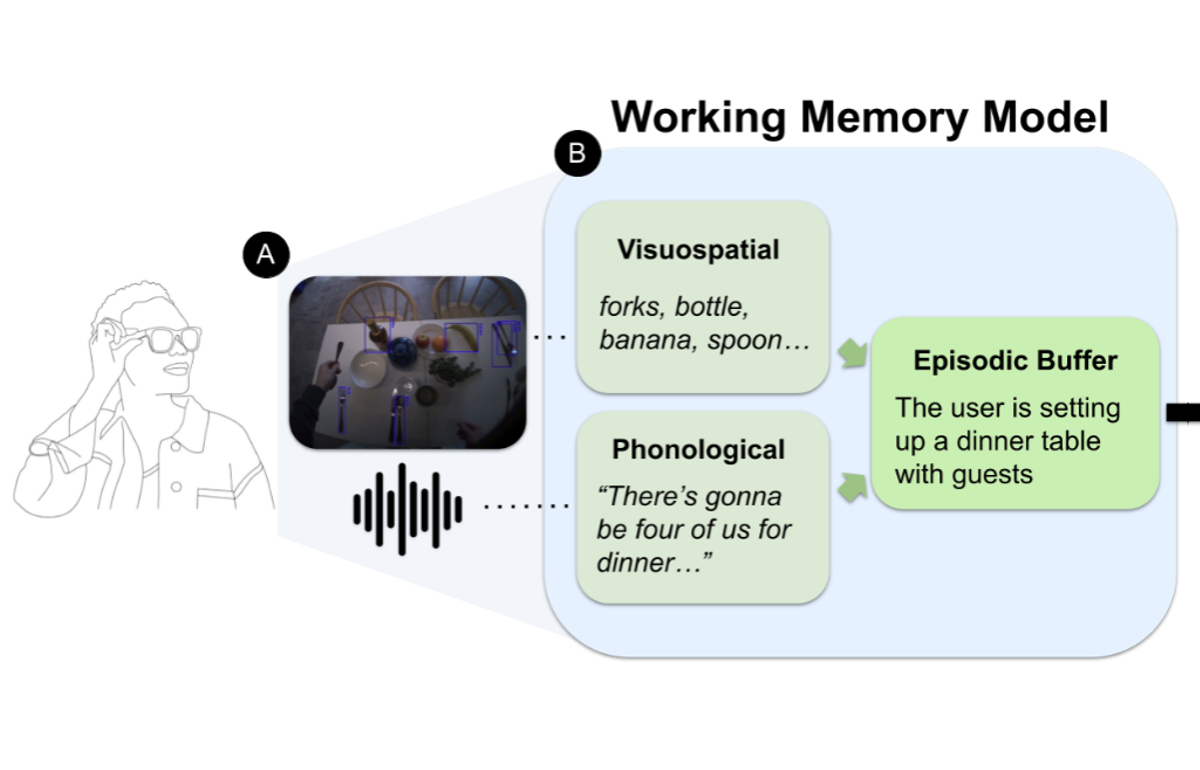 Working Memory Model
B
A
Visuospatial
forks, bottle,
banana, spoon…
Episodic Buffer
The user is setting
up a dinner table
with guests
Phonological
“There’s gonna
be four of us for
dinner…”